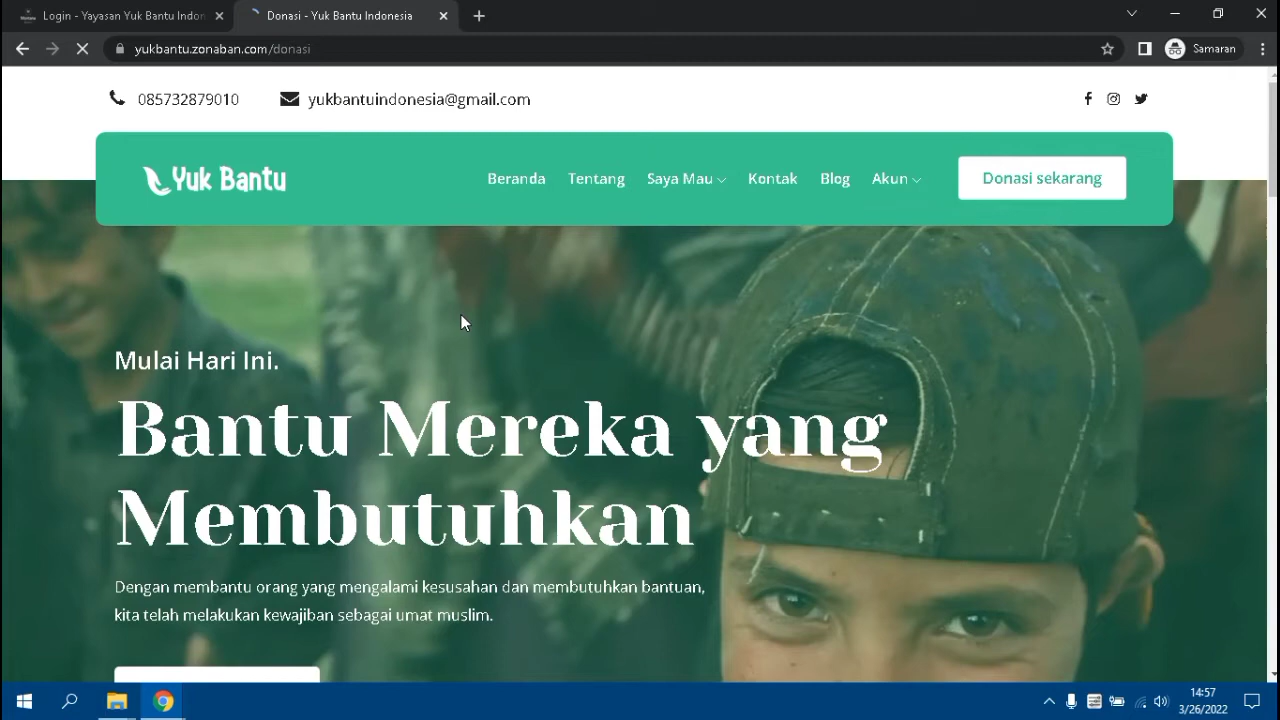 Login - Yayasan Yuk Bantu Indon
Donasi - Yuk Bantu Indonesia
yukbantu.zonaban.com/donasi
Samaran
085732879010
yukbantuindonesia@gmail.com
Yuk Bantu
Beranda
Tentang
Saya Mau
Kontak
Blog
Akun
Donasi sekarang
Mulai Hari Ini.
Bantu Mereka yang
Membutuhkan
Dengan membantu orang yang mengalami kesusahan dan membutuhkan bantuan,
kita telah melakukan kewajiban sebagai umat muslim.
14:57
3/26/2022